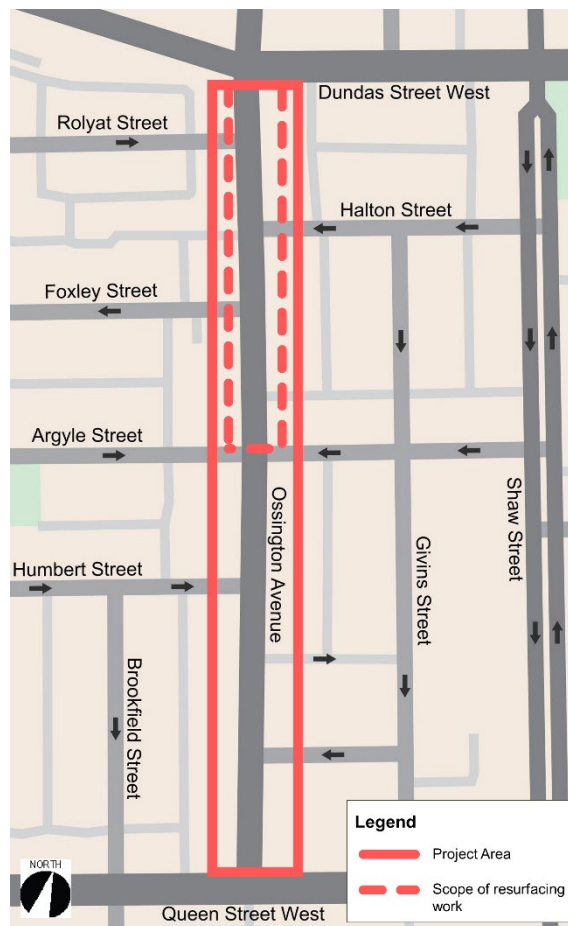 Dundas Street West
Rolyat Street
Halton Street
Foxley Street
Argyle Street
Ossington Avenue
Givins Street
Shaw Street
Humbert Street
Brookfield Street
Legend
Project Area
Scope of resurfacing
work
NORTH
Queen Street West